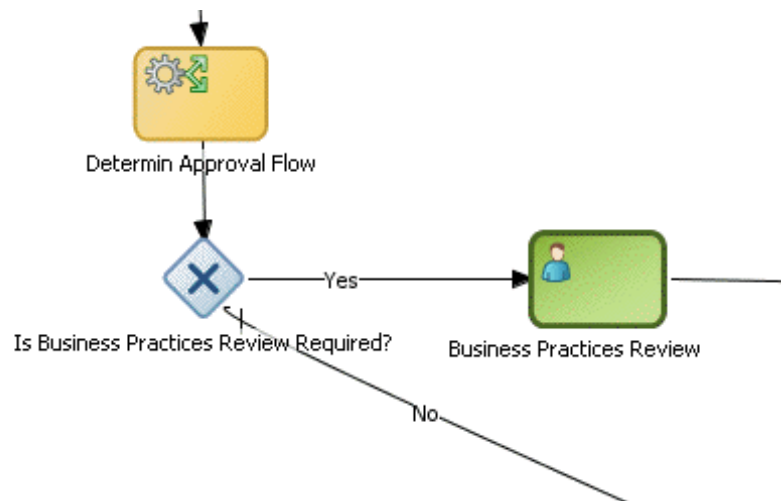 Determin Approval Flow
Yes
Is Business Practices Review Required?
Business Practices Review
No